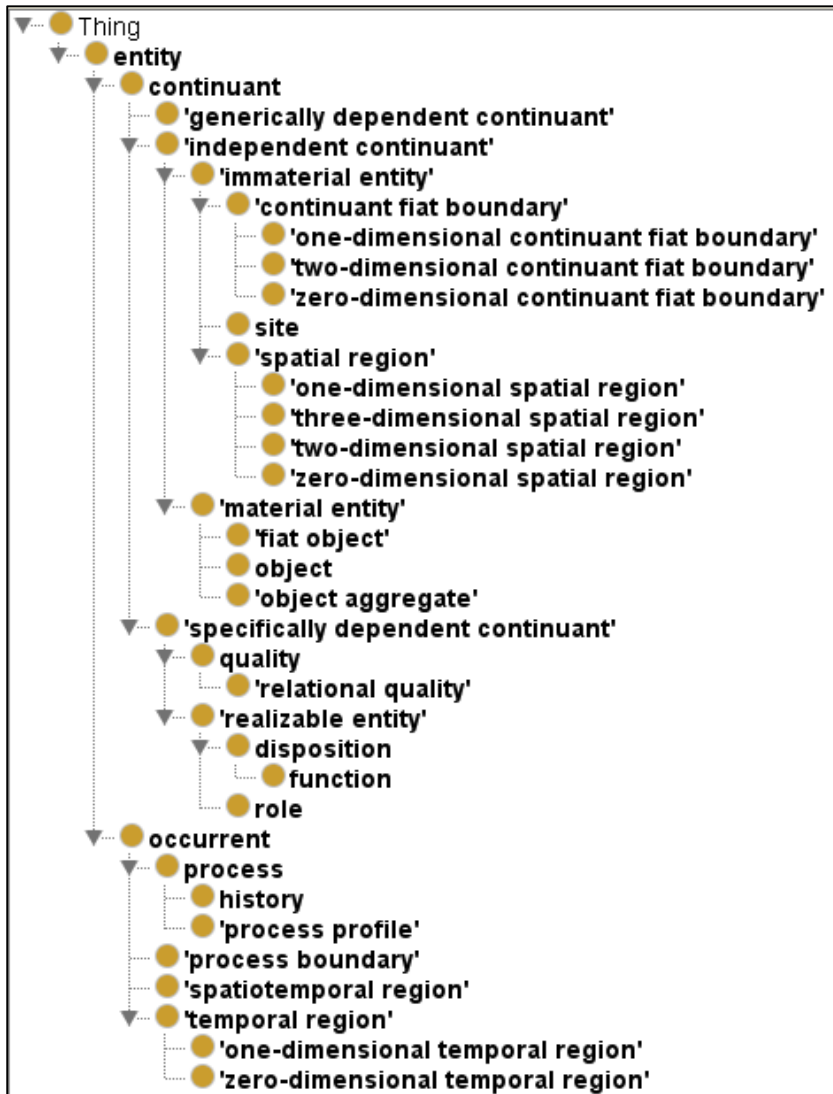 Thing
entity
continuant
'generically dependent continuant'
'independent continuant'
'immaterial entity'
'continuant fiat boundary'
'one-dimensional continuant fiat boundary'
'two-dimensional continuant fiat boundary'
'zero-dimensional continuant fiat boundary'
site
'spatial region'
'one-dimensional spatial region'
'three-dimensional spatial region'
'two-dimensional spatial region'
'zero-dimensional spatial region'
'material entity'
'fiat object'
object
'object aggregate'
'specifically dependent continuant'
quality
'relational quality'
'realizable entity'
disposition
function
role
occurrent
process
history
'process profile'
'process boundary'
'spatiotemporal region'
'temporal region'
'one-dimensional temporal region'
'zero-dimensional temporal region'